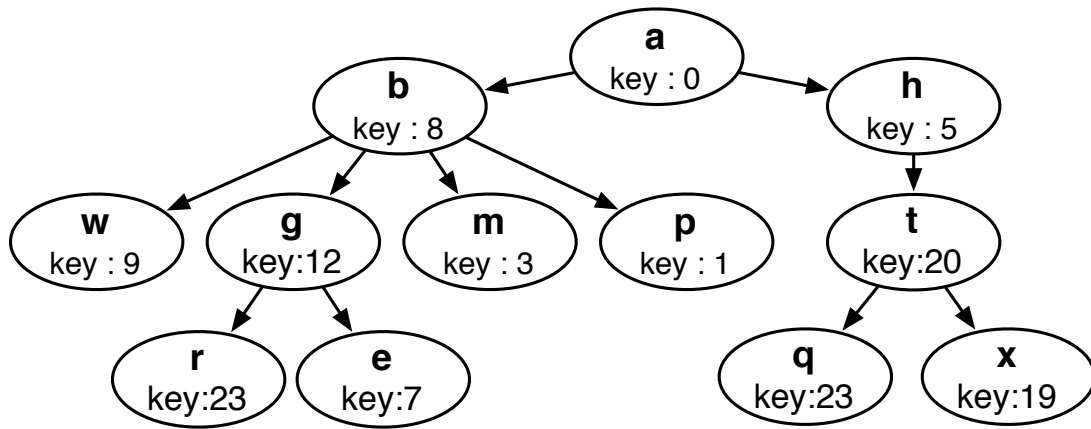 a
key : 0
b
key : 8
h
key : 5
w
key : 9
g
key:12
m
key : 3
p
key : 1
t
key:20
r
key:23
e
key:7
q
key:23
x
key:19